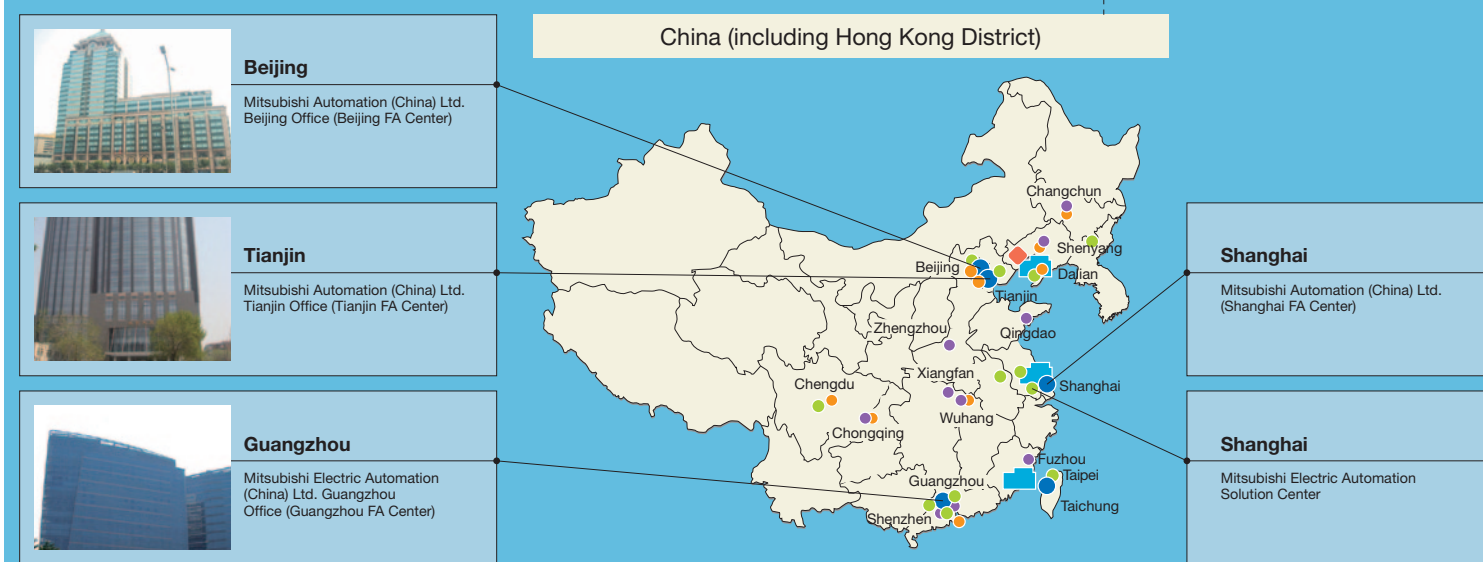 China (including Hong Kong District)
Beijing
Mitsubishi Automation (China) Ltd.
Beijing Office (Beijing FA Center)
Tianjin
Mitsubishi Automation (China) Ltd.
Tianjin Office (Tianjin FA Center)
Guangzhou
Mitsubishi Electric Automation
(China) Ltd. Guangzhou
Office (Guangzhou FA Center)
Changchun
Shenyang
Beijing
Dalian
Tianjin
Zhengzhou
Qingdao
Xiangfan
Chengdu
Shanghai
Wuhang
Chongqing
Fuzhou
Guangzhou
Taipei
Taichung
Shenzhen
Shanghai
Mitsubishi Automation (China) Ltd.
(Shanghai FA Center)
Shanghai
Mitsubishi Electric Automation
Solution Center